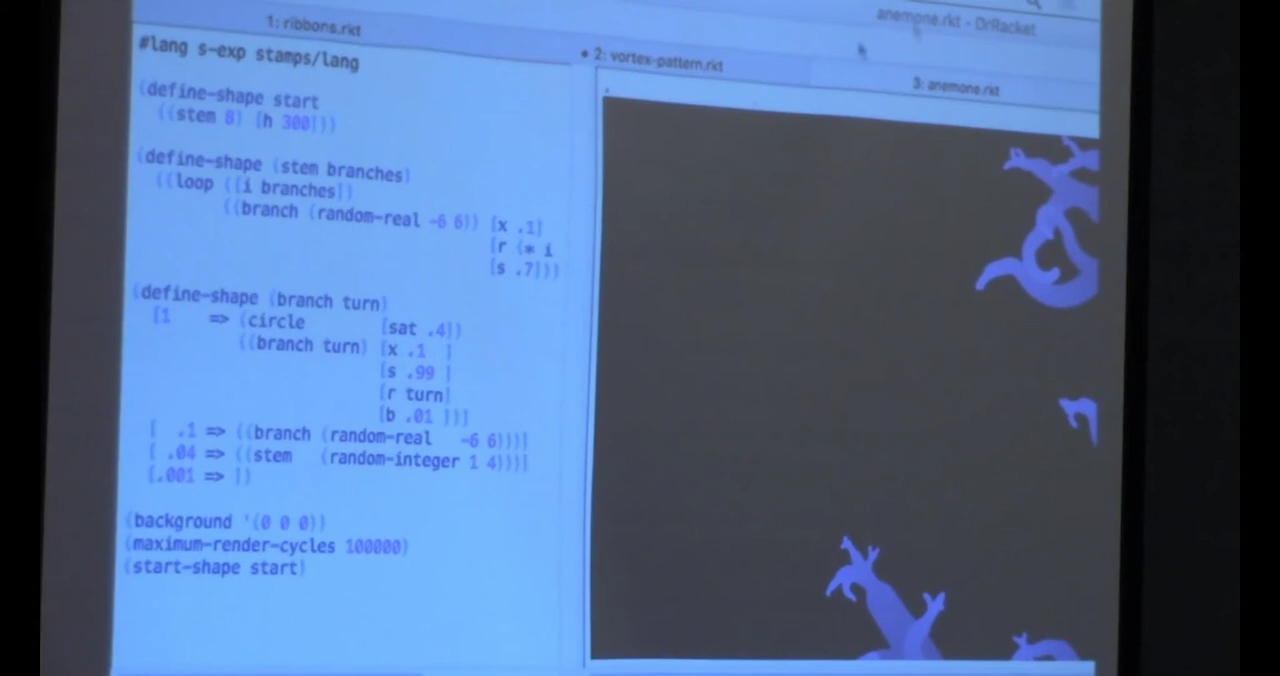 anemone.rkt - DrRacket
1: ribbons.rkt
• 2: vortex-pattern.rkt
3: anemone.rkt
#lang s-exp stamps/lang
(define-shape start
((stem 8) [h 300]))
(define-shape (stem branches)
((loop ([i branches])
((branch (random-real -6 6)) [x .1]
[r (* i
[s .7])))
(define-shape (branch turn)
[1 => (circle [sat .4])
((branch turn) [x .1 ]
[s .99 ]
[r turn]
[b .01 ])]
[ .1 => ((branch (random-real -6 6)))]
[ .04 => ((stem (random-integer 1 4)))]
[.001 => ])
(background '(0 0 0))
(maximum-render-cycles 100000)
(start-shape start)